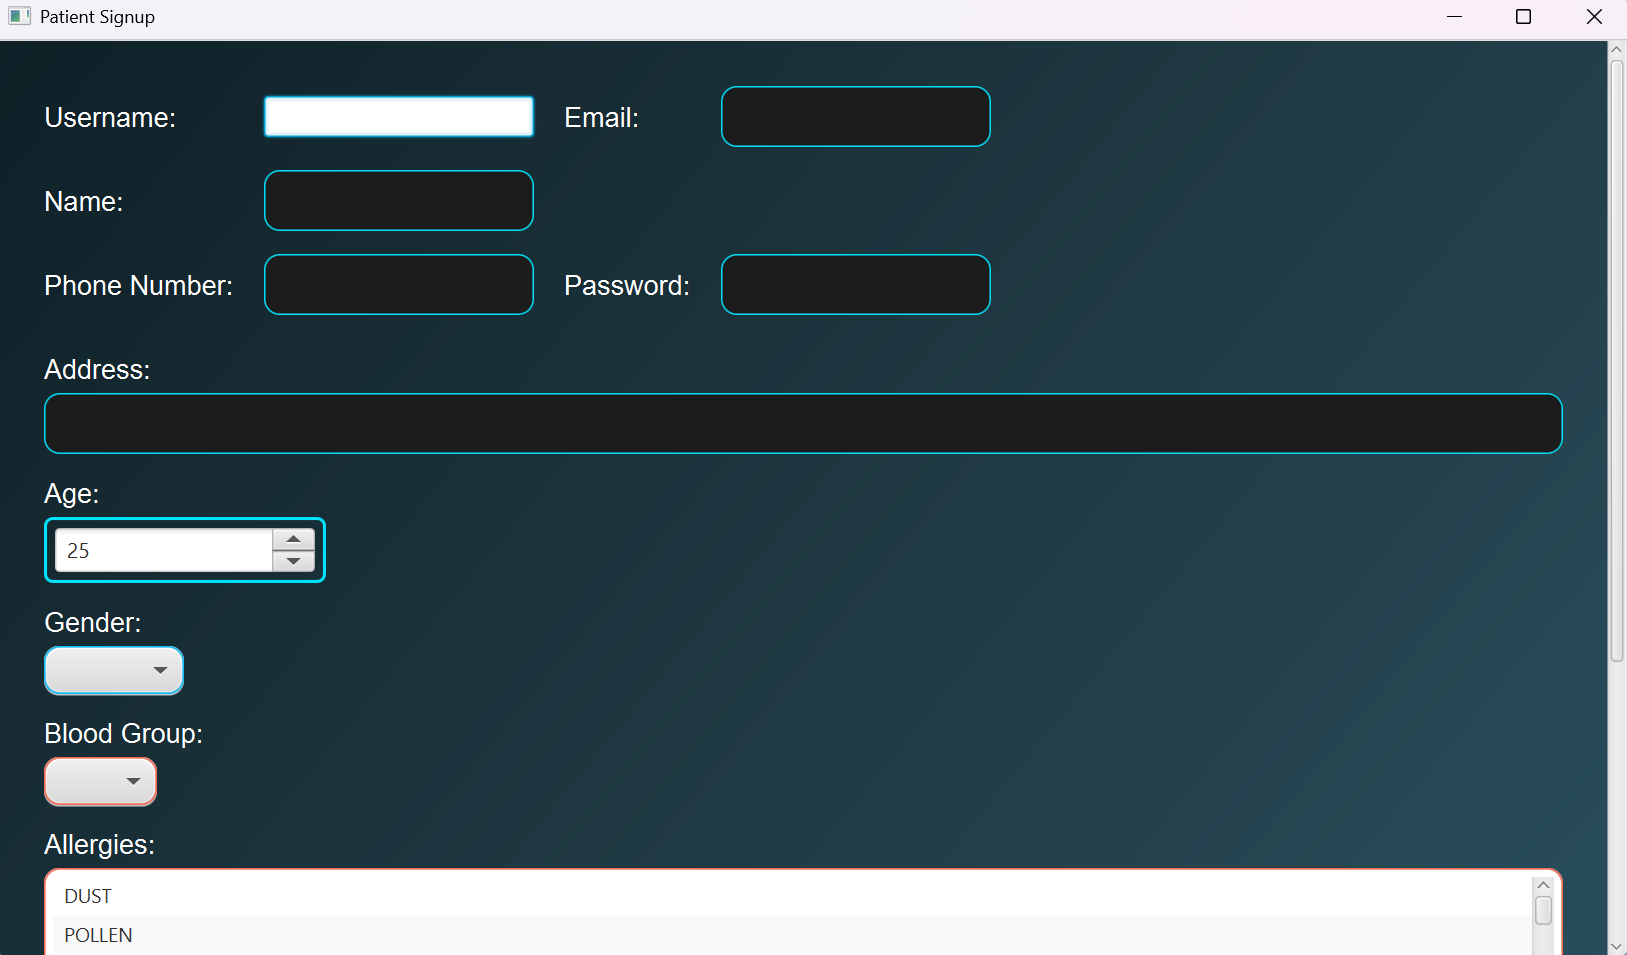 Patient Signup
Username:
Email:
Name:
Phone Number:
Password:
Address:
Age:
25
Gender:
Blood Group:
Allergies:
DUST
POLLEN